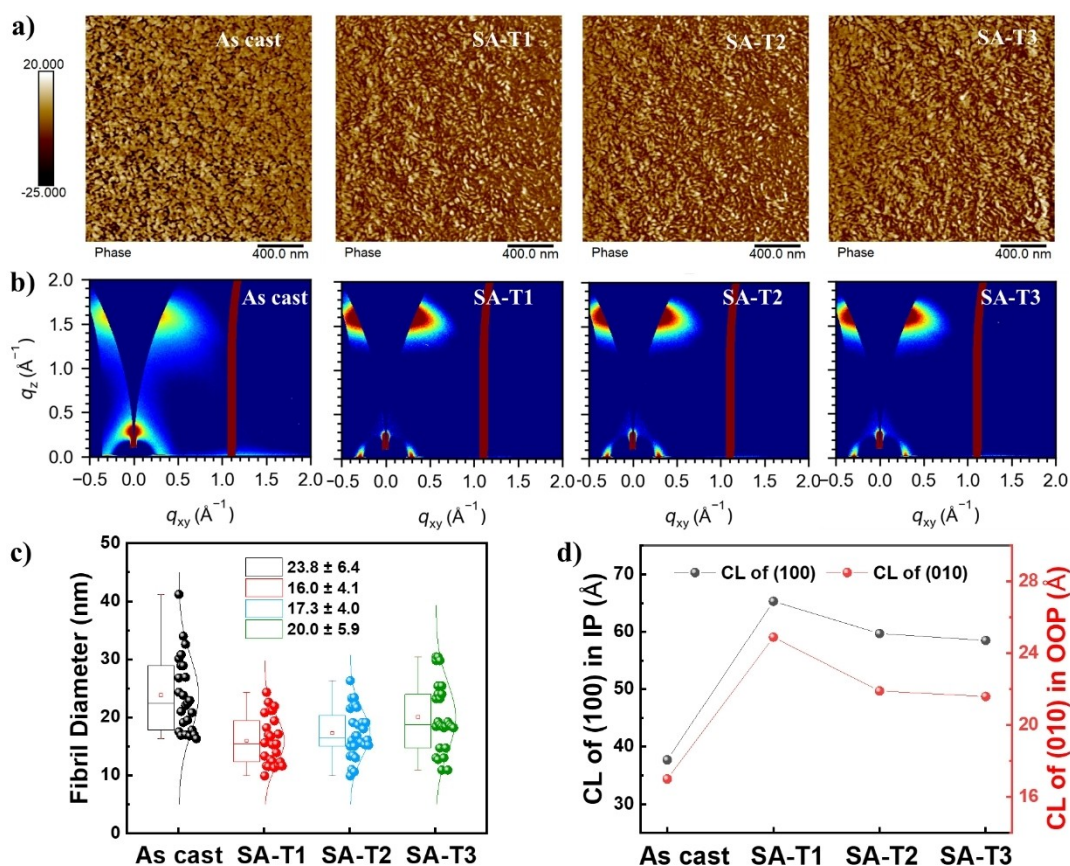 a)
As cast
SA-T1
SA-T2
SA-T3
20.000
-25.000
Phase
400.0 nm
Phase
400.0 nm
Phase
400.0 nm
Phase
400.0 nm
b)
As cast
SA-T1
SA-T2
SA-T3
2.0
1.5
1.0
0.5
0.0
qz (Å⁻¹)
−0.5 0.0 0.5 1.0 1.5 2.0
−0.5 0.0 0.5 1.0 1.5 2.0
−0.5 0.0 0.5 1.0 1.5 2.0
−0.5 0.0 0.5 1.0 1.5 2.0
qxy (Å⁻¹)
qxy (Å⁻¹)
qxy (Å⁻¹)
qxy (Å⁻¹)
c)
50
40
30
20
10
0
Fibril Diameter (nm)
23.8 ± 6.4
16.0 ± 4.1
17.3 ± 4.0
20.0 ± 5.9
As cast SA-T1 SA-T2 SA-T3
d)
70
60
50
40
30
CL of (100) in IP (Å)
CL of (100)
CL of (010)
28
24
20
16
CL of (010) in OOP (Å)
As cast SA-T1 SA-T2 SA-T3